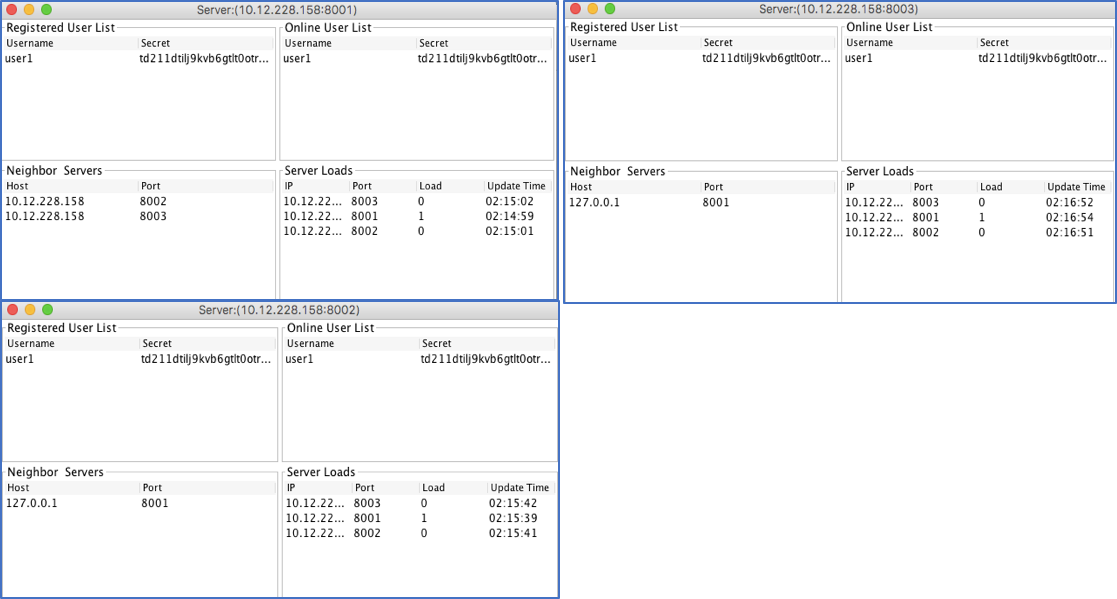 Server:(10.12.228.158:8001)
Registered User List Online User List
Username Secret Username Secret
user1 td211dtilj9kvb6gtlt0otr... user1 td211dtilj9kvb6gtlt0otr...
Neighbor Servers Server Loads
Host Port IP Port Load Update Time
10.12.228.158 8002 10.12.22... 8003 0 02:15:02
10.12.228.158 8003 10.12.22... 8001 1 02:14:59
10.12.22... 8002 0 02:15:01
Server:(10.12.228.158:8003)
Registered User List Online User List
Username Secret Username Secret
user1 td211dtilj9kvb6gtlt0otr... user1 td211dtilj9kvb6gtlt0otr...
Neighbor Servers Server Loads
Host Port IP Port Load Update Time
127.0.0.1 8001 10.12.22... 8003 0 02:16:52
10.12.22... 8001 1 02:16:54
10.12.22... 8002 0 02:16:51
Server:(10.12.228.158:8002)
Registered User List Online User List
Username Secret Username Secret
user1 td211dtilj9kvb6gtlt0otr... user1 td211dtilj9kvb6gtlt0otr...
Neighbor Servers Server Loads
Host Port IP Port Load Update Time
127.0.0.1 8001 10.12.22... 8003 0 02:15:42
10.12.22... 8001 1 02:15:39
10.12.22... 8002 0 02:15:41